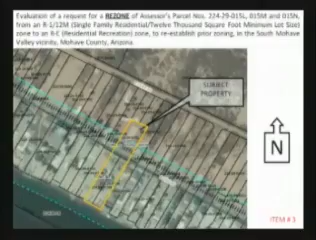 Evaluation of a request for a REZONE of Assessor's Parcel Nos. 224-29-015L, 015M and 015N,
from an R-1/12M (Single Family Residential/Twelve Thousand Square Foot Minimum Lot Size)
zone to an R-E (Residential Recreation) zone, to re-establish prior zoning, in the South Mohave
Valley vicinity, Mohave County, Arizona.
SUBJECT
PROPERTY
N
ITEM # 3